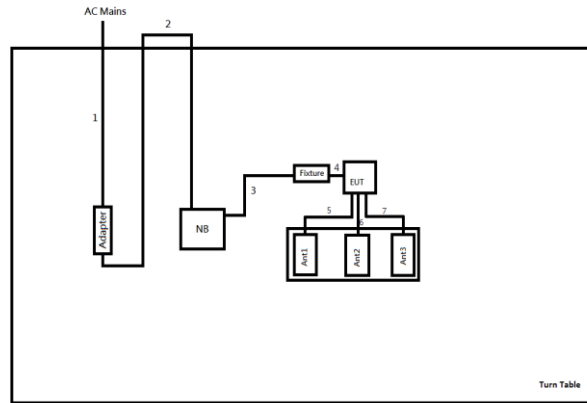 AC Mains
2
1
Fixture
4
EUT
3
5
6
7
Adapter
NB
Ant1
Ant2
Ant3
Turn Table